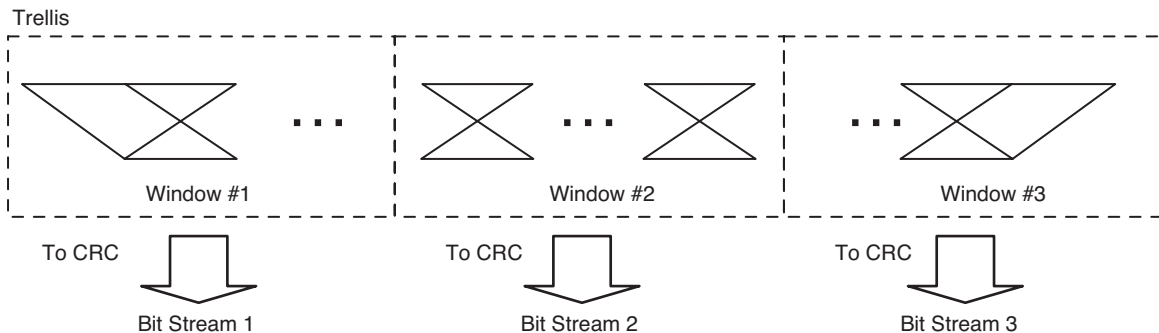 Trellis
Window #1
Window #2
Window #3
To CRC
To CRC
To CRC
Bit Stream 1
Bit Stream 2
Bit Stream 3